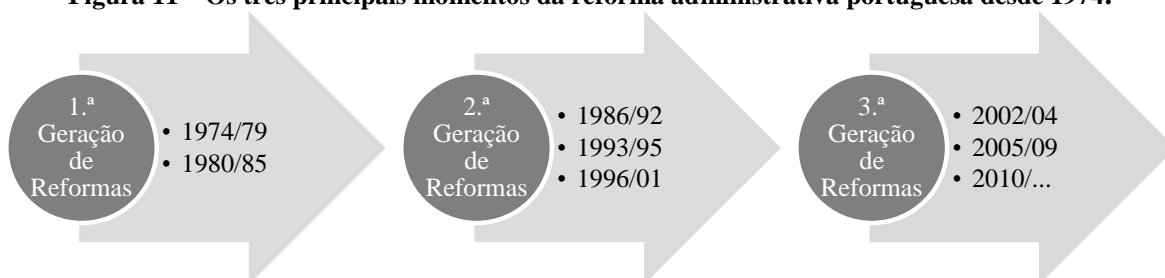 Figura 11 – Os três principais momentos da reforma administrativa portuguesa desde 1974.
1.ª
Geração
de
Reformas
• 1974/79
• 1980/85
2.ª
Geração
de
Reformas
• 1986/92
• 1993/95
• 1996/01
3.ª
Geração
de
Reformas
• 2002/04
• 2005/09
• 2010/...